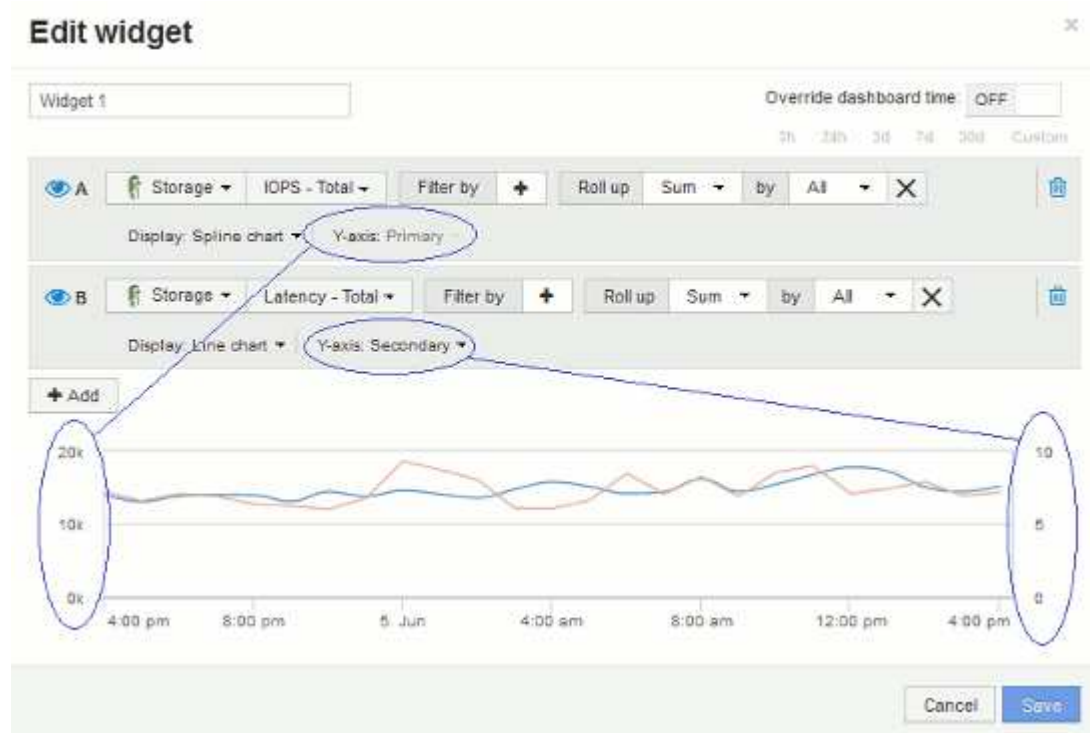 Edit widget
Widget 1
Override dashboard time OFF
3h 24h 3d 7d 30d Custom
A Storage IOPS - Total Filter by Roll up Sum by All
Display: Spline chart Y-axis: Primary
B Storage Latency - Total Filter by Roll up Sum by All
Display: Line chart Y-axis: Secondary
+ Add
20k 10
10k 5
0k 0
4:00 pm 8:00 pm 5. Jun 4:00 am 8:00 am 12:00 pm 4:00 pm
Cancel Save